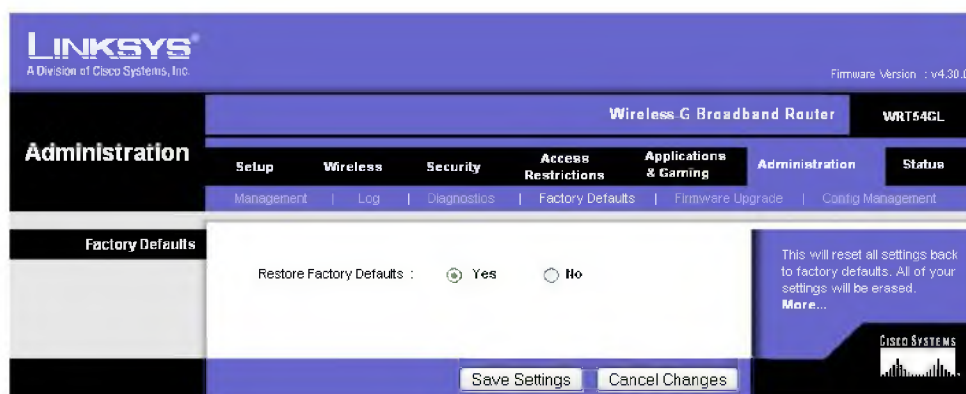 LINKSYS®
A Division of Cisco Systems, Inc.
Firmware Version : v4.30.0
Wireless-G Broadband Router WRT54GL
Administration
Setup Wireless Security Access Restrictions Applications & Gaming Administration Status
Management | Log | Diagnostics | Factory Defaults | Firmware Upgrade | Config Management
Factory Defaults
Restore Factory Defaults : Yes No
This will reset all settings back
to factory defaults. All of your
settings will be erased.
More...
CISCO SYSTEMS
Save Settings Cancel Changes